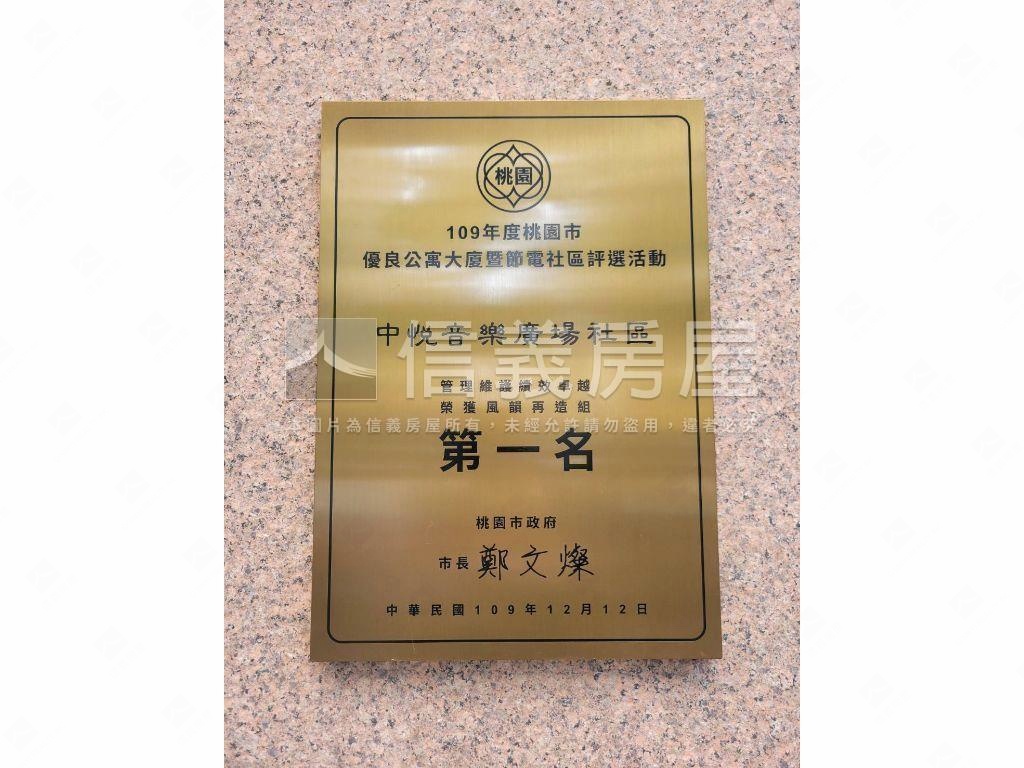 桃園
109年度桃園市
優良公寓大廈暨節電社區評選活動
中悅音樂廣場社區
信義房屋
管理維護績效卓越
榮獲風韻再造組
本圖片為信義房屋所有，未經允許請勿盜用，違者必究
第一名
桃園市政府
市長 鄭文燦
中華民國109年12月12日